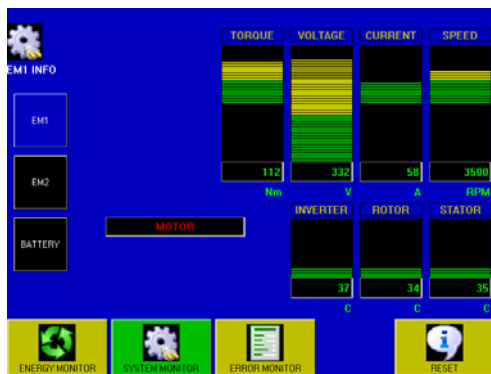 TORQUE VOLTAGE CURRENT SPEED
EM1 INFO
EM1
112 332 58 3500
Nm V A RPM
EM2
INVERTER ROTOR STATOR
MOTOR
BATTERY
37 34 35
C C C
ENERGY MONITOR SYSTEM MONITOR ERROR MONITOR RESET